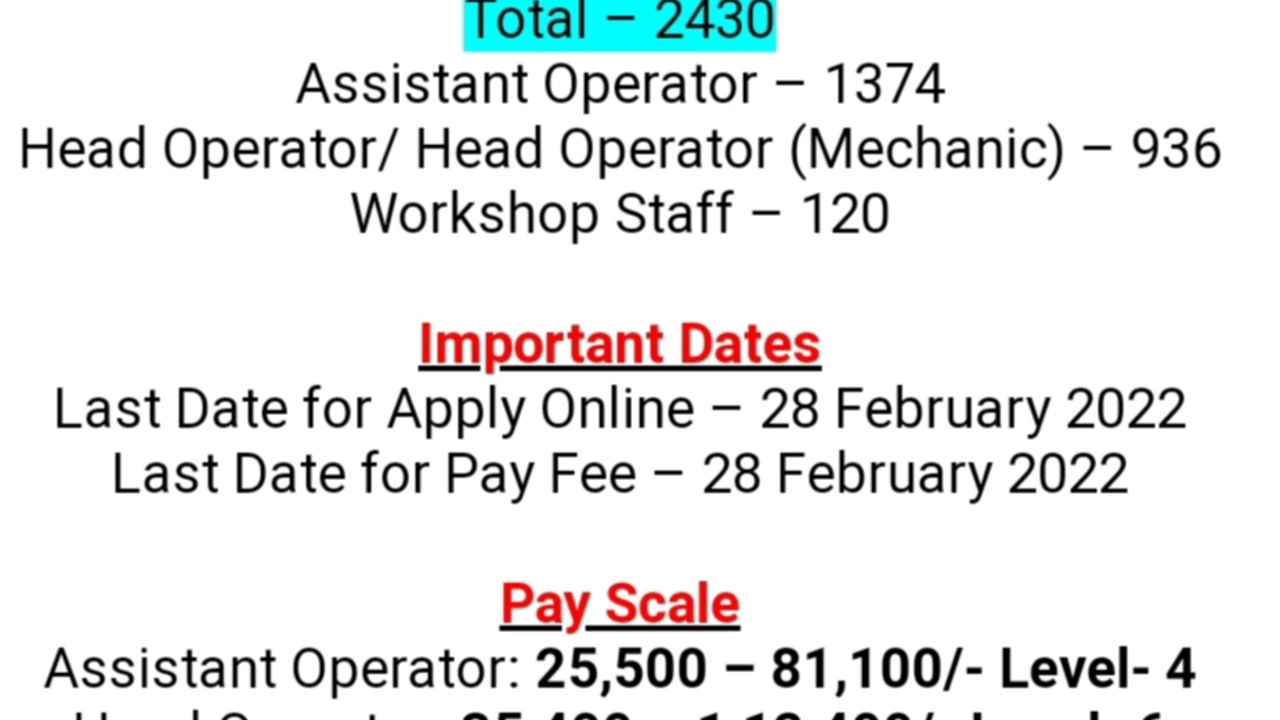 Total – 2430
Assistant Operator – 1374
Head Operator/ Head Operator (Mechanic) – 936
Workshop Staff – 120
Important Dates
Last Date for Apply Online – 28 February 2022
Last Date for Pay Fee – 28 February 2022
Pay Scale
Assistant Operator: 25,500 – 81,100/- Level- 4